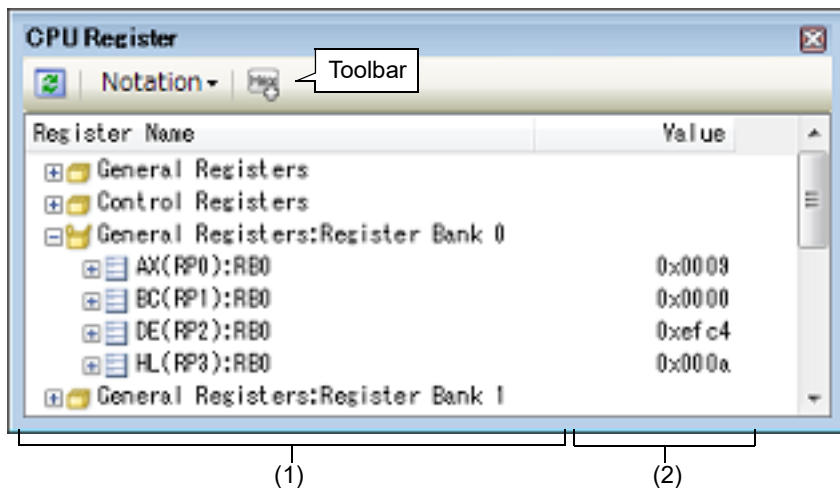 CPU Register
Notation
Hex
Toolbar
Register Name Value
General Registers
Control Registers
General Registers:Register Bank 0
AX(RP0):RB0 0x0009
BC(RP1):RB0 0x0000
DE(RP2):RB0 0xefc4
HL(RP3):RB0 0x000a
General Registers:Register Bank 1
(1) (2)